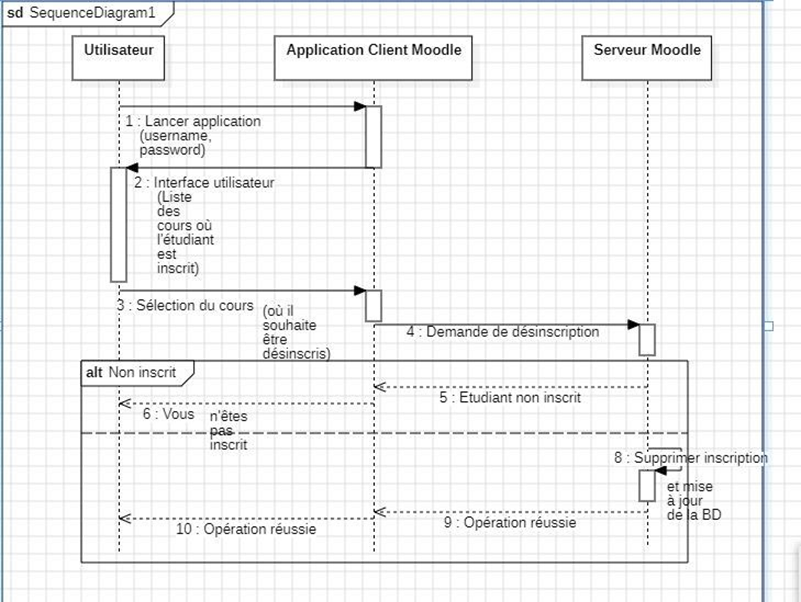 sd SequenceDiagram1
Utilisateur
Application Client Moodle
Serveur Moodle
1 : Lancer application
(username,
password)
2 : Interface utilisateur
(Liste
des
cours où
l'étudiant
est
inscrit)
3 : Sélection du cours
(où il
souhaite
être
désinscris)
4 : Demande de désinscription
alt Non inscrit
5 : Etudiant non inscrit
6 : Vous
n'êtes
pas
inscrit
8 : Supprimer inscription
et mise
à jour
de la BD
9 : Opération réussie
10 : Opération réussie